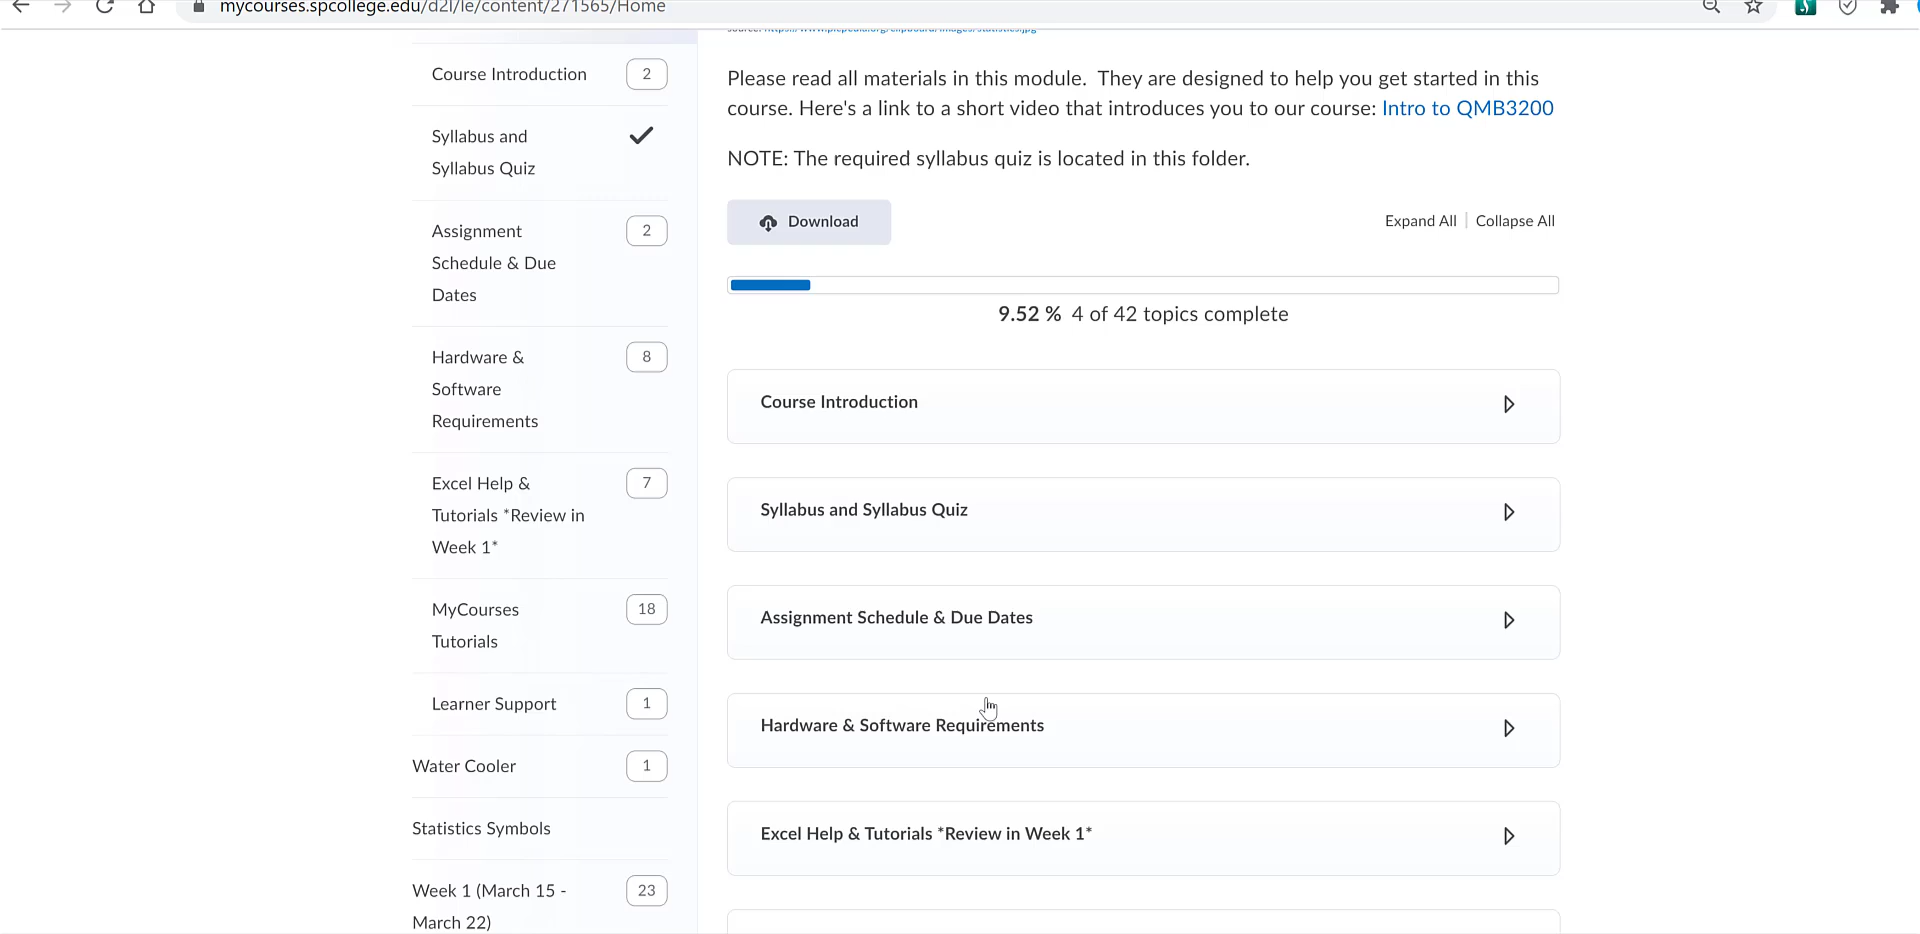 mycourses.spcollege.edu/d2l/le/content/271565/Home
Course Introduction 2
Syllabus and
Syllabus Quiz
Assignment 2
Schedule & Due
Dates
Hardware & 8
Software
Requirements
Excel Help & 7
Tutorials *Review in
Week 1*
MyCourses 18
Tutorials
Learner Support 1
Water Cooler 1
Statistics Symbols
Week 1 (March 15 - 23
March 22)
Please read all materials in this module.  They are designed to help you get started in this
course. Here's a link to a short video that introduces you to our course: Intro to QMB3200
NOTE: The required syllabus quiz is located in this folder.
Download
Expand All | Collapse All
9.52 % 4 of 42 topics complete
Course Introduction
Syllabus and Syllabus Quiz
Assignment Schedule & Due Dates
Hardware & Software Requirements
Excel Help & Tutorials *Review in Week 1*